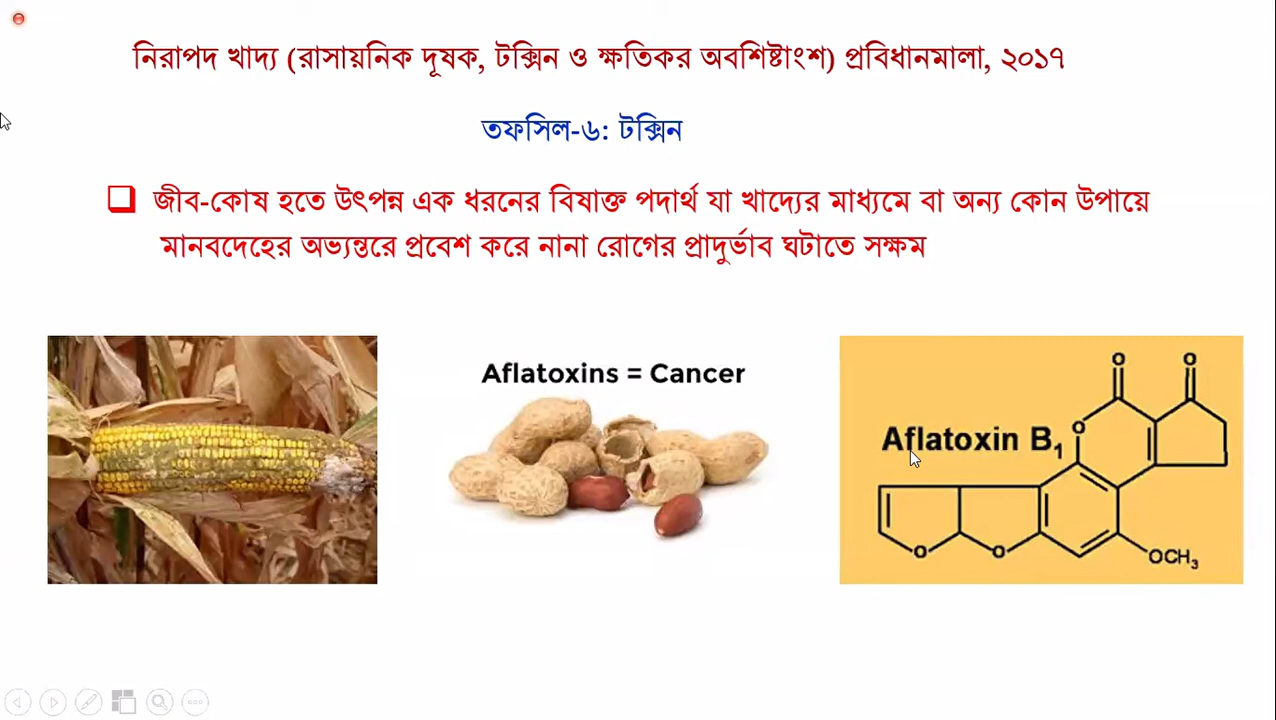 নিরাপদ খাদ্য (রাসায়নিক দূষক, টক্সিন ও ক্ষতিকর অবশিষ্টাংশ) প্রবিধানমালা, ২০১৭
তফসিল-৬: টক্সিন
জীব-কোষ হতে উৎপন্ন এক ধরনের বিষাক্ত পদার্থ যা খাদ্যের মাধ্যমে বা অন্য কোন উপায়ে
মানবদেহের অভ্যন্তরে প্রবেশ করে নানা রোগের প্রাদুর্ভাব ঘটাতে সক্ষম
Aflatoxins = Cancer
O O
O
Aflatoxin B₁
O O
OCH₃